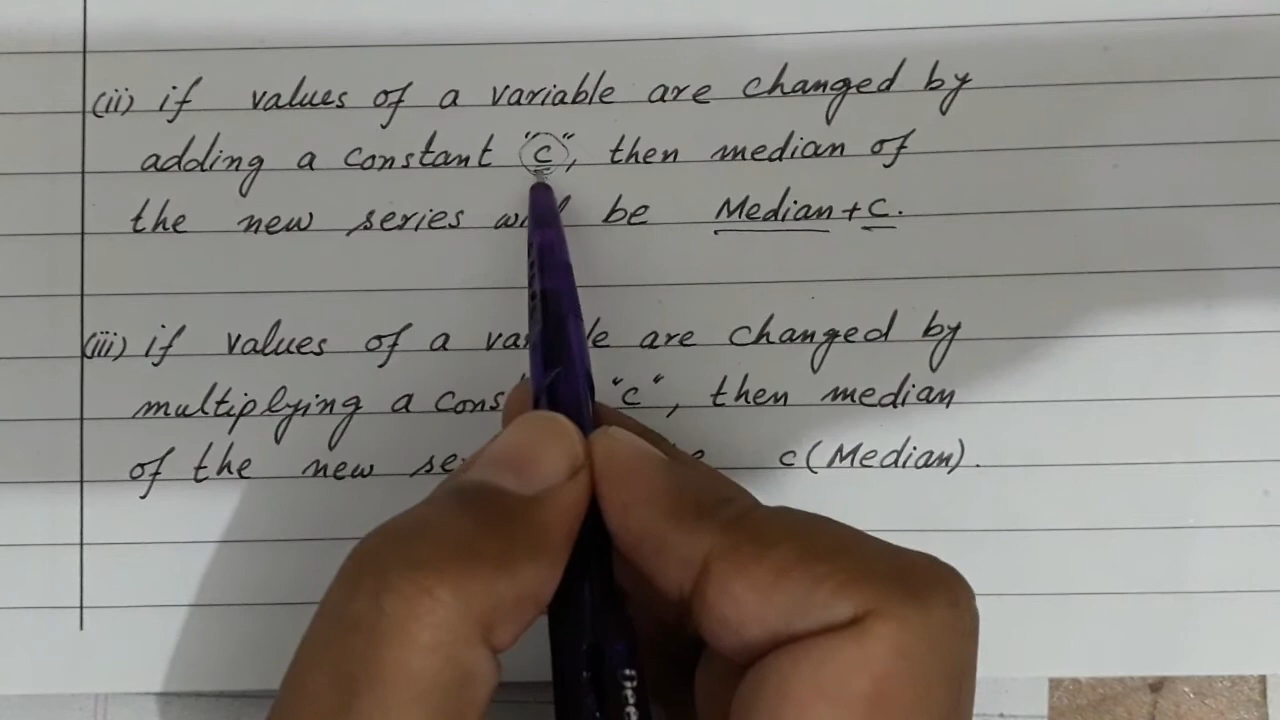 (ii) if values of a variable are changed by
adding a constant "c", then median of
the new series be Median + C.
(iii) if values of a are changed by
multiplying a "c", then median
of the new c (Median).